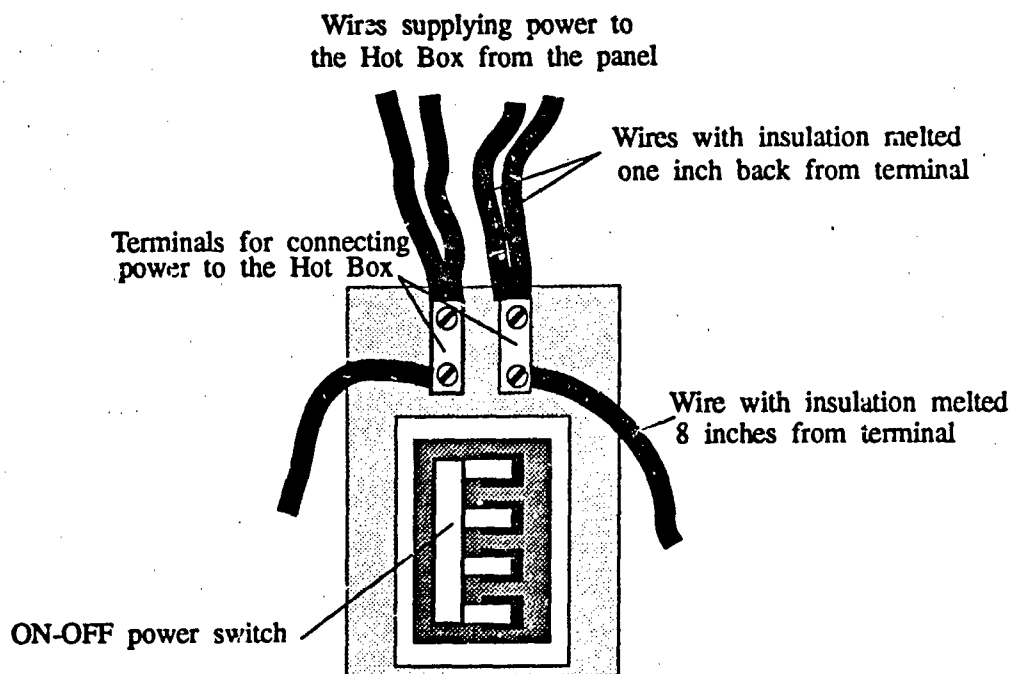 Wires supplying power to
the Hot Box from the panel
Wires with insulation melted
one inch back from terminal
Terminals for connecting
power to the Hot Box
Wire with insulation melted
8 inches from terminal
ON-OFF power switch